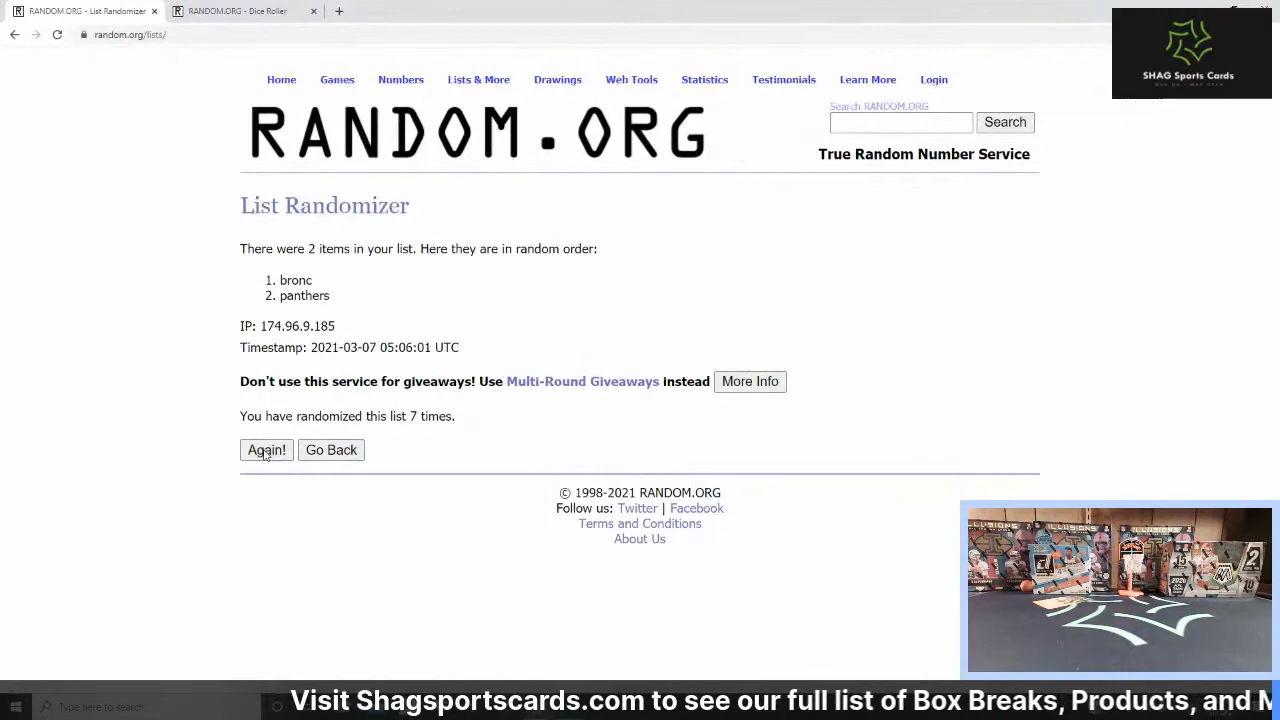 RANDOM.ORG - List Randomizer
RANDOM.ORG - Dice Roller
random.org/lists/
SHAG Sports Cards
Home Games Numbers Lists & More Drawings Web Tools Statistics Testimonials Learn More Login
RANDOM.ORG
Search RANDOM.ORG
Search
True Random Number Service
List Randomizer
There were 2 items in your list. Here they are in random order:
1. bronc
2. panthers
IP: 174.96.9.185
Timestamp: 2021-03-07 05:06:01 UTC
Don't use this service for giveaways! Use Multi-Round Giveaways instead More Info
You have randomized this list 7 times.
Again! Go Back
© 1998-2021 RANDOM.ORG
Follow us: Twitter | Facebook
Terms and Conditions
About Us
ILLUSIONS ILLUSIONS ILLUSIONS
Type here to search
Visit Shagsportscards.com to see our full list of Box Breaks, Products, and M